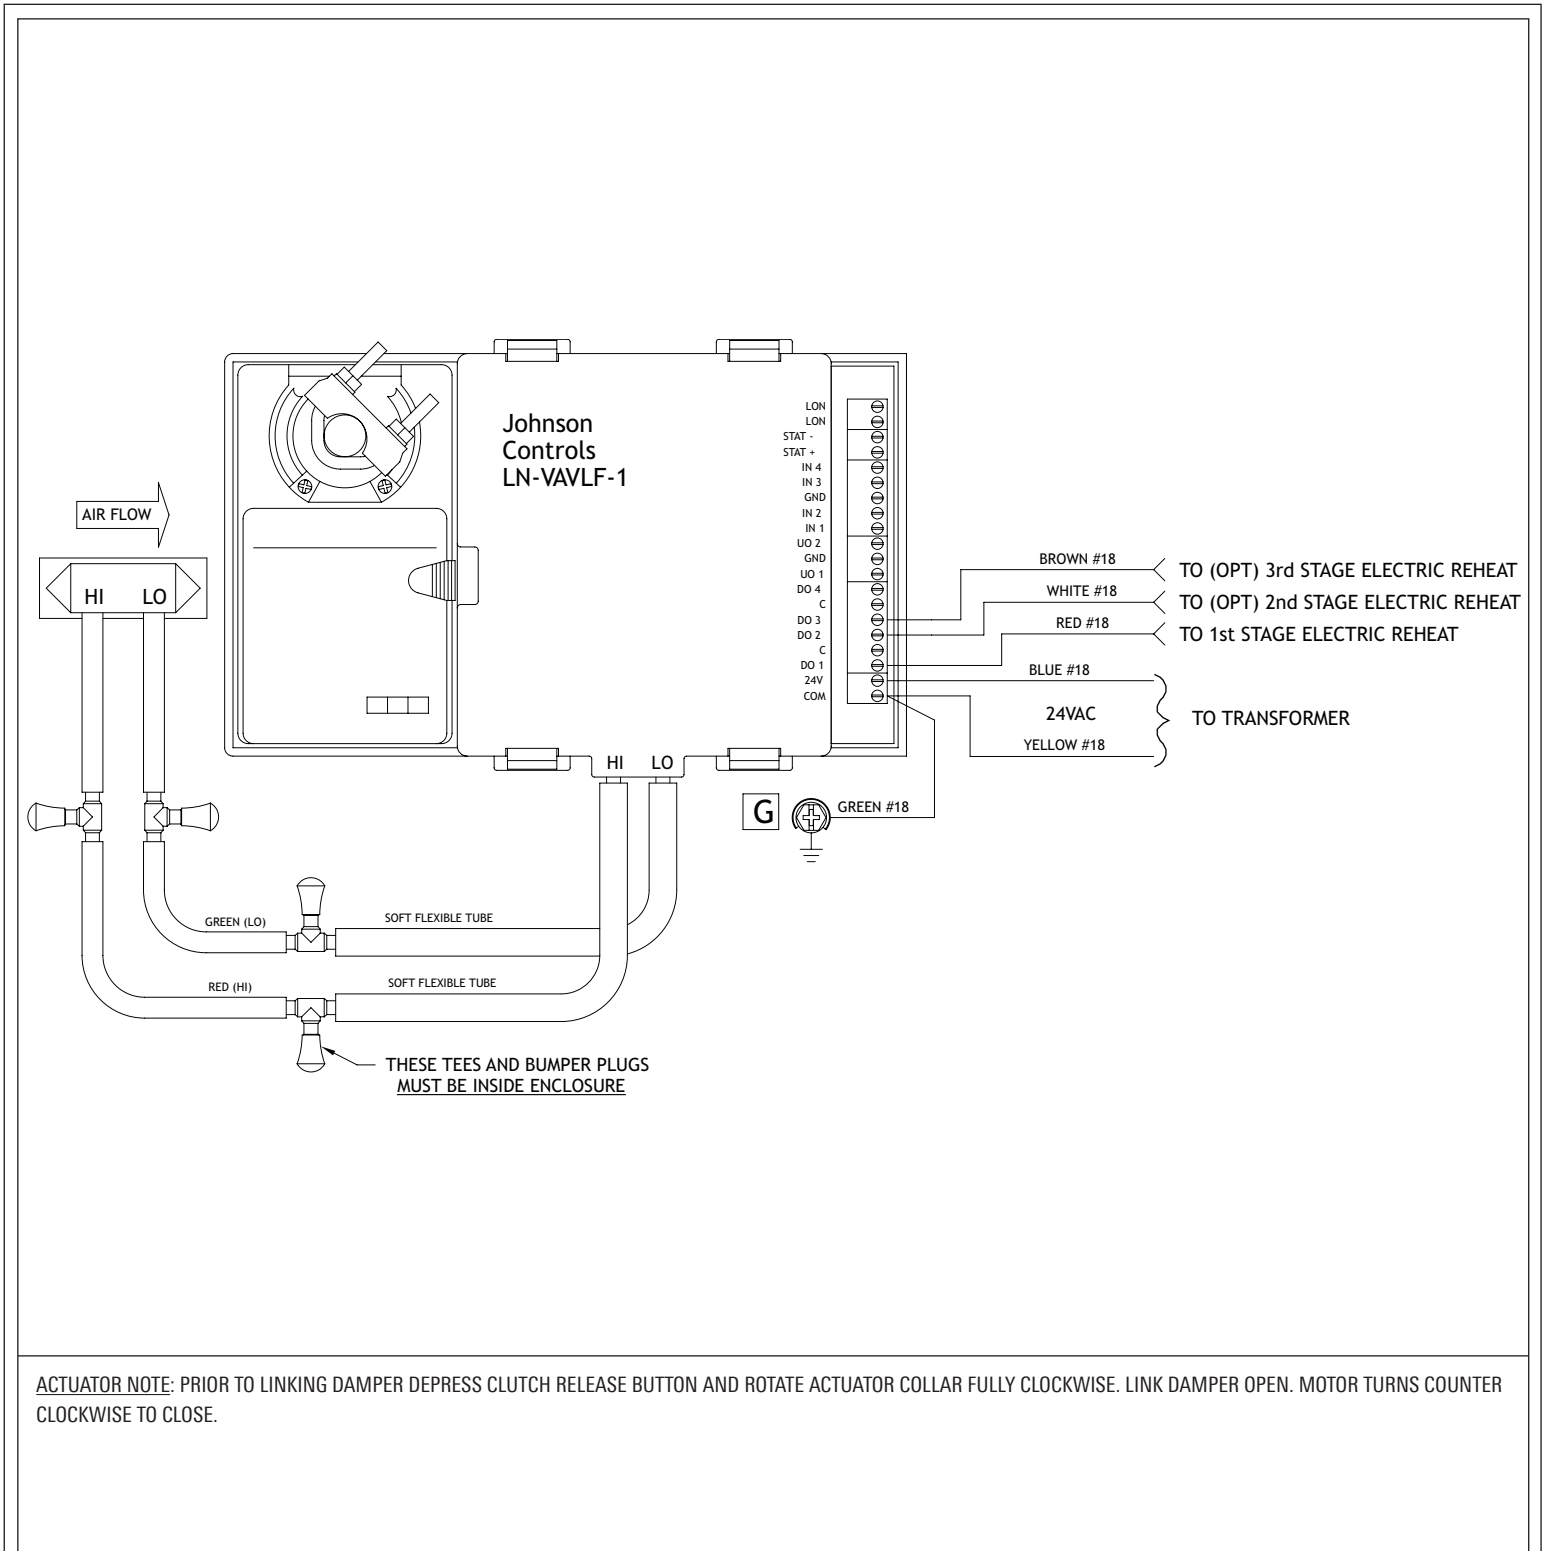 Johnson
Controls
LN-VAVLF-1
LON
LON
STAT -
STAT +
IN 4
IN 3
GND
IN 2
IN 1
UO 2
GND
UO 1
DO 4
C
DO 3
DO 2
C
DO 1
24V
COM
AIR FLOW
HI LO
BROWN #18
TO (OPT) 3rd STAGE ELECTRIC REHEAT
WHITE #18
TO (OPT) 2nd STAGE ELECTRIC REHEAT
RED #18
TO 1st STAGE ELECTRIC REHEAT
BLUE #18
24VAC
TO TRANSFORMER
YELLOW #18
HI LO
G
GREEN #18
GREEN (LO)
SOFT FLEXIBLE TUBE
RED (HI)
SOFT FLEXIBLE TUBE
THESE TEES AND BUMPER PLUGS
MUST BE INSIDE ENCLOSURE
ACTUATOR NOTE: PRIOR TO LINKING DAMPER DEPRESS CLUTCH RELEASE BUTTON AND ROTATE ACTUATOR COLLAR FULLY CLOCKWISE. LINK DAMPER OPEN. MOTOR TURNS COUNTER
CLOCKWISE TO CLOSE.